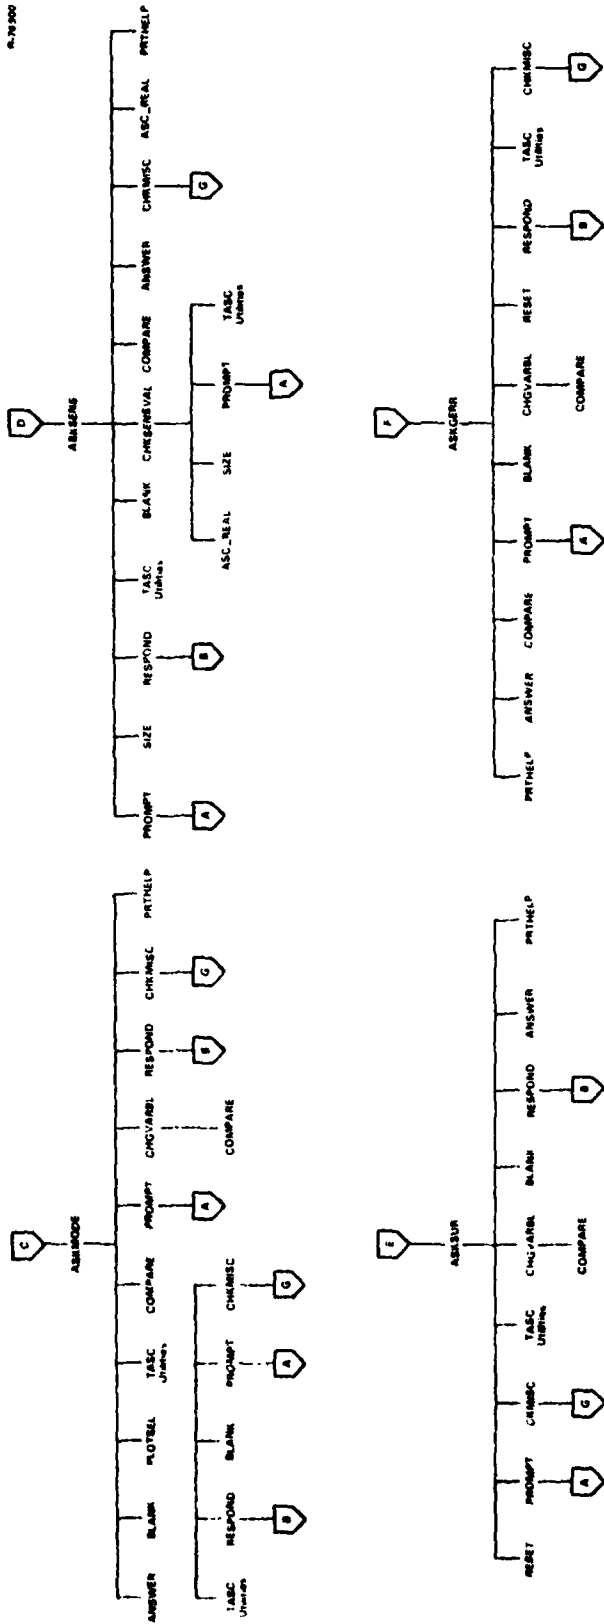 C
ASKMODE
ANSWER BLANK PLOTSEL TASC Utilities COMPARE PROMPT CHGVARBL RESPOND CHKMISC PRTHELP
A B G
COMPARE
TASC Utilities RESPOND BLANK PROMPT CHKMISC
B A G
D
ASKSENS
PROMPT SIZE RESPOND TASC Utilities BLANK CHKSENSVAL COMPARE ANSWER CHKMISC ASC_REAL PRTHELP
A B G
ASC_REAL SIZE PROMPT TASC Utilities
A
E
ASKSUR
RESET PROMPT CHKMISC TASC Utilities CHGVARBL BLANK RESPOND ANSWER PRTHELP
A G COMPARE B
F
ASKGERR
PRTHELP ANSWER COMPARE PROMPT BLANK CHGVARBL RESET RESPOND TASC Utilities CHKMISC
A COMPARE B G